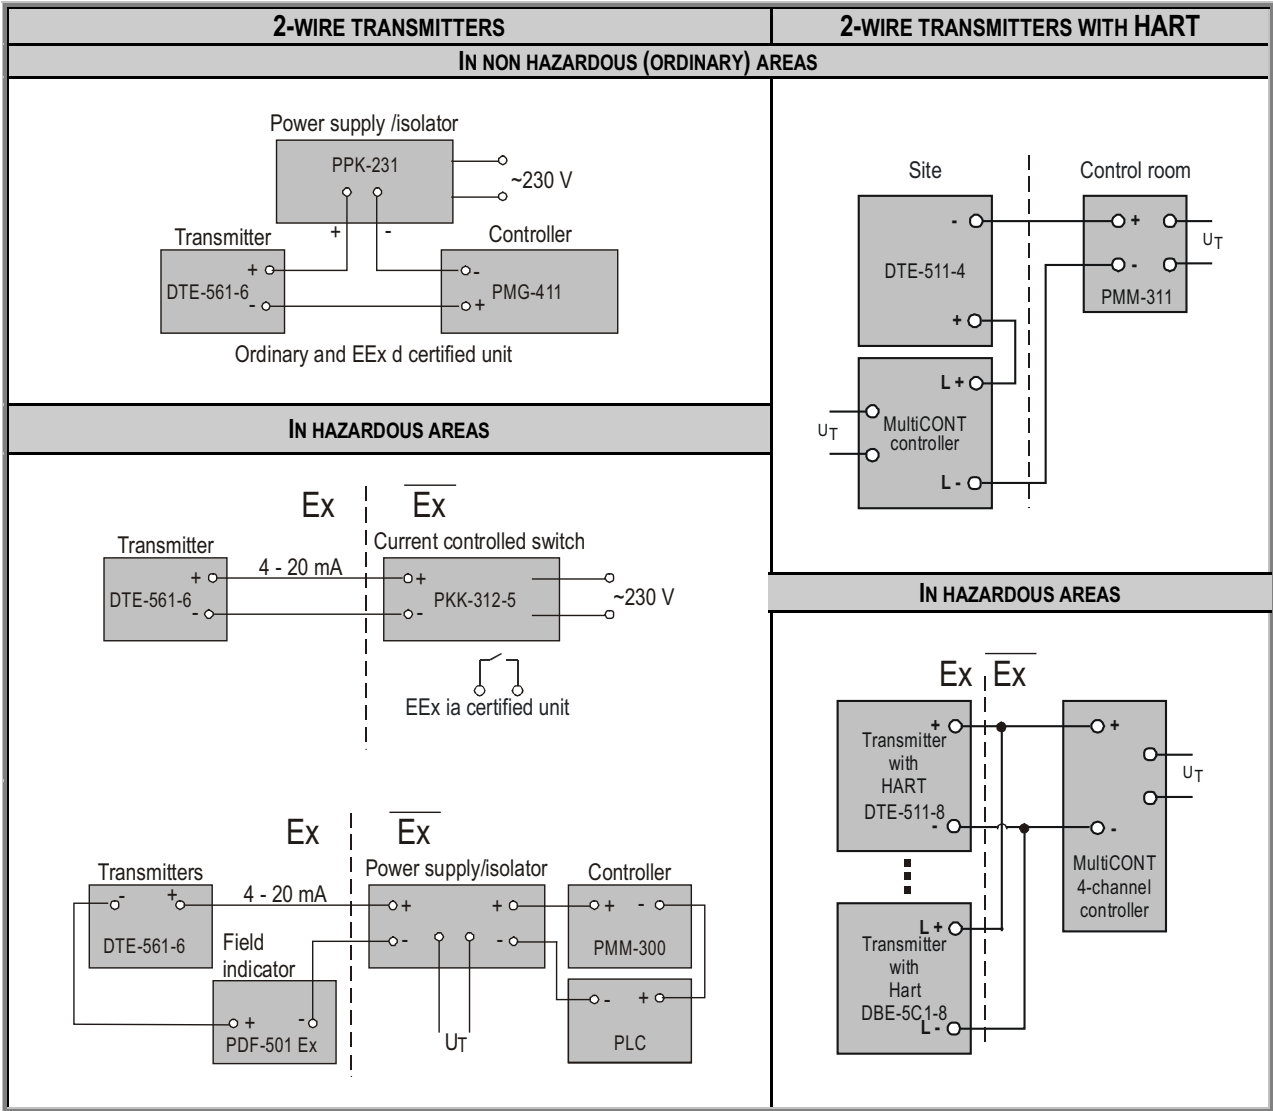 2-WIRE TRANSMITTERS
2-WIRE TRANSMITTERS WITH HART
IN NON HAZARDOUS (ORDINARY) AREAS
Power supply /isolator
PPK-231
~230 V
+ -
Transmitter
+
DTE-561-6
-
Controller
-
PMG-411
+
Ordinary and EEx d certified unit
Site
Control room
-
DTE-511-4
+
+
-
UT
PMM-311
L +
UT
MultiCONT
controller
L -
IN HAZARDOUS AREAS
Ex
Ex
Transmitter
4 - 20 mA
Current controlled switch
+
DTE-561-6
-
+
PKK-312-5
-
~230 V
EEx ia certified unit
Ex
Ex
Transmitters
4 - 20 mA
Power supply/isolator
Controller
- +
DTE-561-6
+ +
- -
+ -
PMM-300
Field
indicator
+ -
PDF-501 Ex
UT
- +
PLC
IN HAZARDOUS AREAS
Ex
Ex
+
Transmitter
with
HART
DTE-511-8
-
+
UT
-
MultiCONT
4-channel
controller
L +
Transmitter
with
Hart
DBE-5C1-8
L -